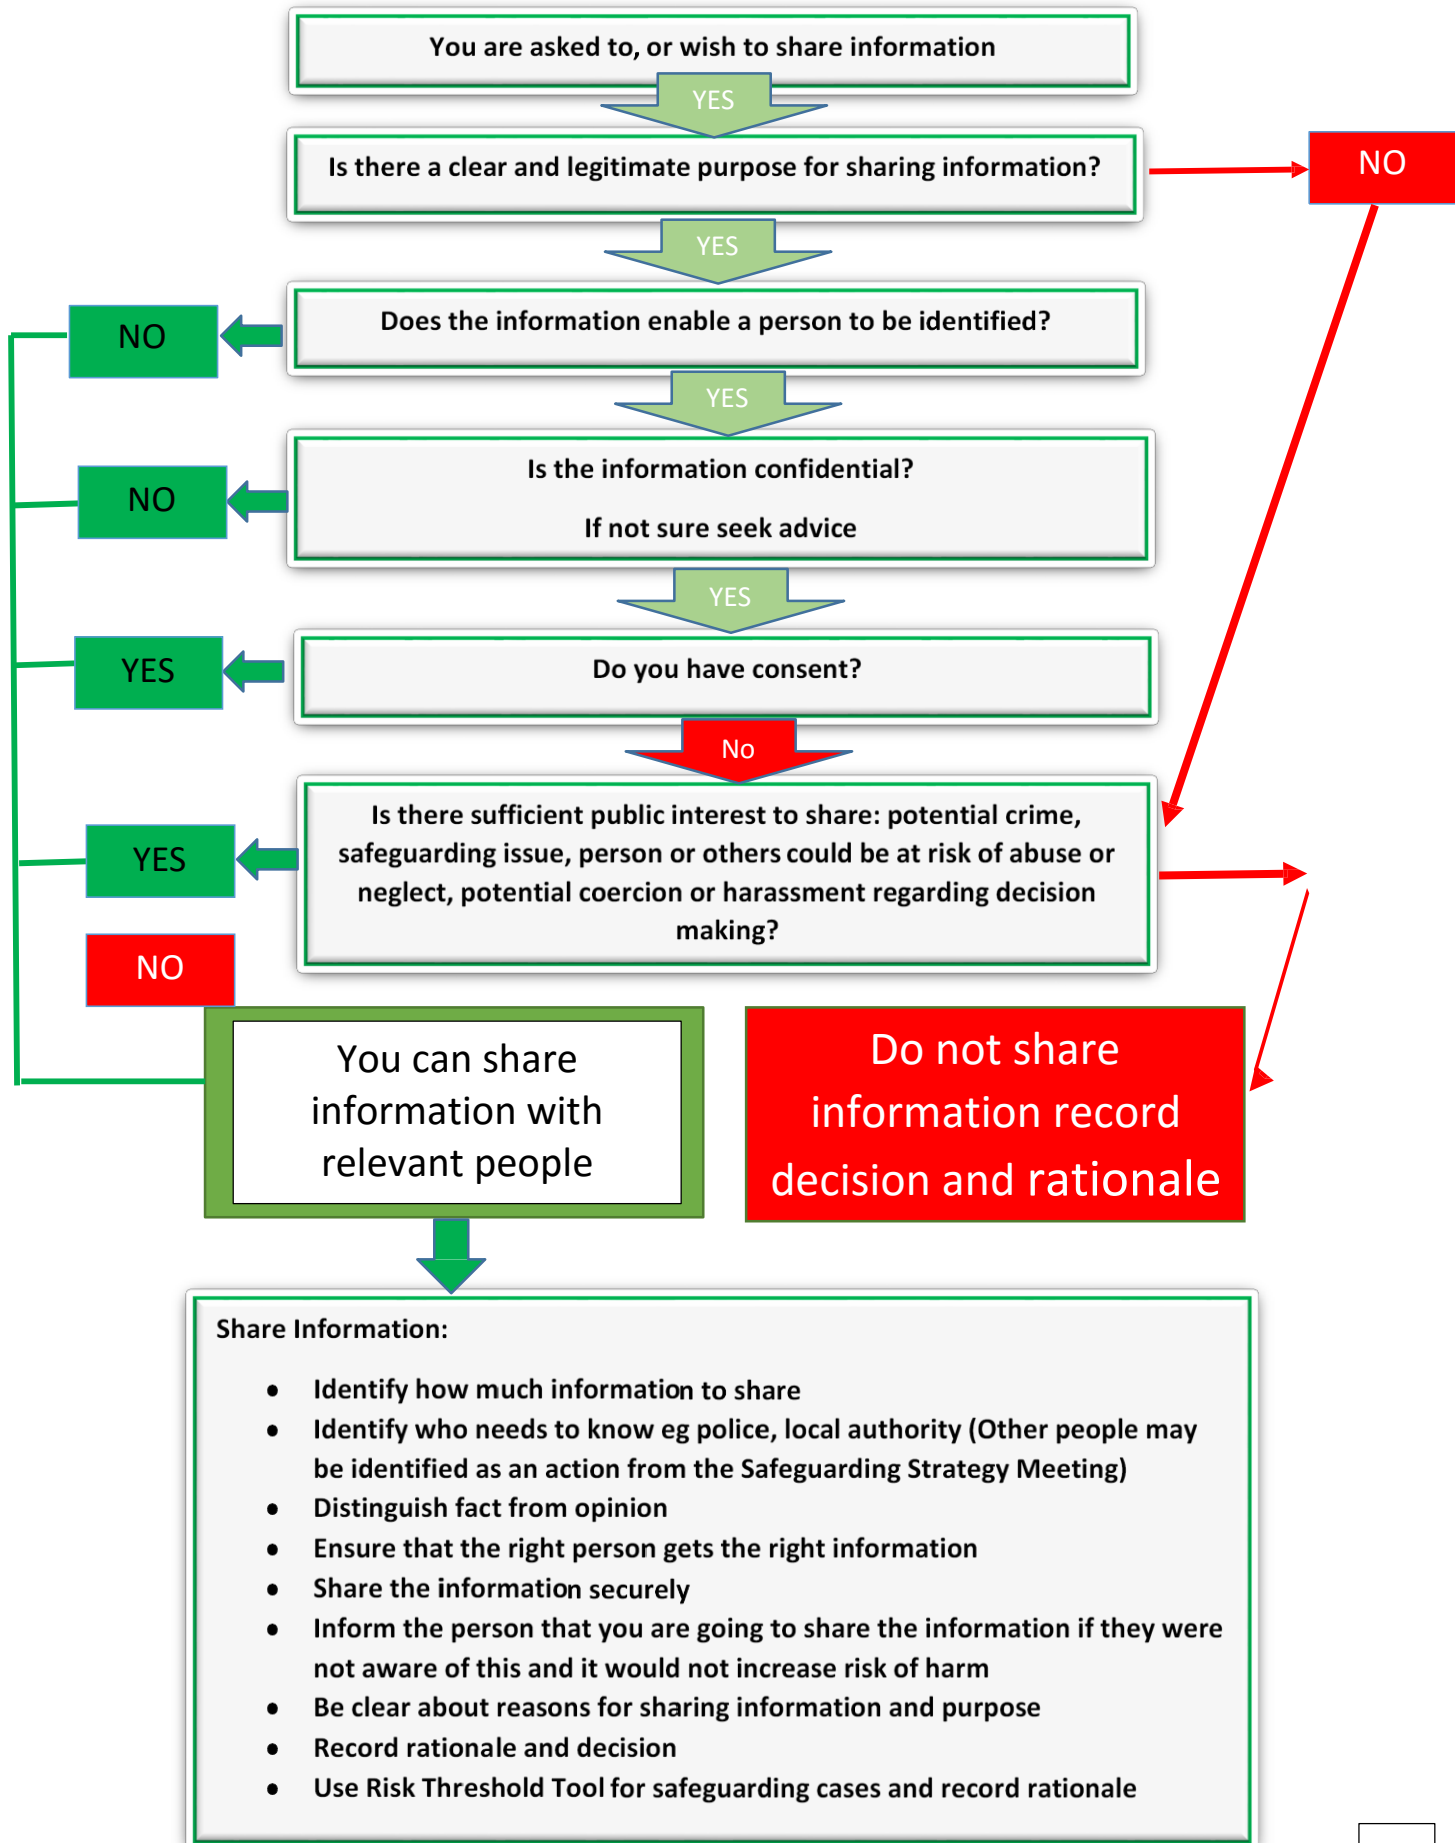 You are asked to, or wish to share information
YES
Is there a clear and legitimate purpose for sharing information?
NO
YES
Does the information enable a person to be identified?
NO
YES
Is the information confidential?
If not sure seek advice
NO
YES
Do you have consent?
YES
No
Is there sufficient public interest to share: potential crime,
safeguarding issue, person or others could be at risk of abuse or
neglect, potential coercion or harassment regarding decision
making?
YES
NO
You can share
information with
relevant people
Do not share
information record
decision and rationale
Share Information:
• Identify how much information to share
• Identify who needs to know eg police, local authority (Other people may
be identified as an action from the Safeguarding Strategy Meeting)
• Distinguish fact from opinion
• Ensure that the right person gets the right information
• Share the information securely
• Inform the person that you are going to share the information if they were
not aware of this and it would not increase risk of harm
• Be clear about reasons for sharing information and purpose
• Record rationale and decision
• Use Risk Threshold Tool for safeguarding cases and record rationale